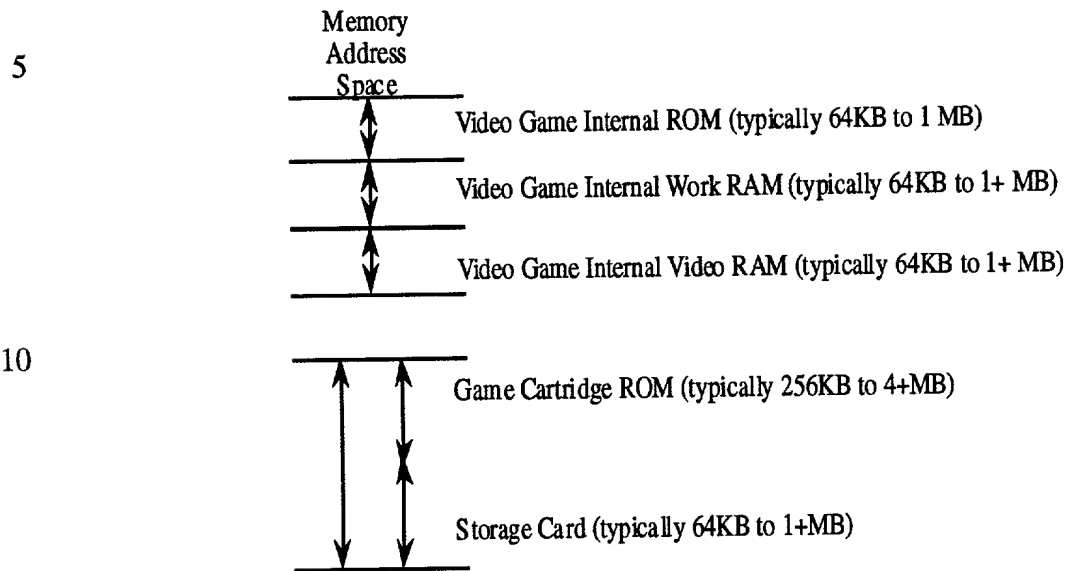 Memory
5
Address
Space
Video Game Internal ROM (typically 64KB to 1 MB)
Video Game Internal Work RAM (typically 64KB to 1+ MB)
Video Game Internal Video RAM (typically 64KB to 1+ MB)
10
Game Cartridge ROM (typically 256KB to 4+MB)
Storage Card (typically 64KB to 1+MB)